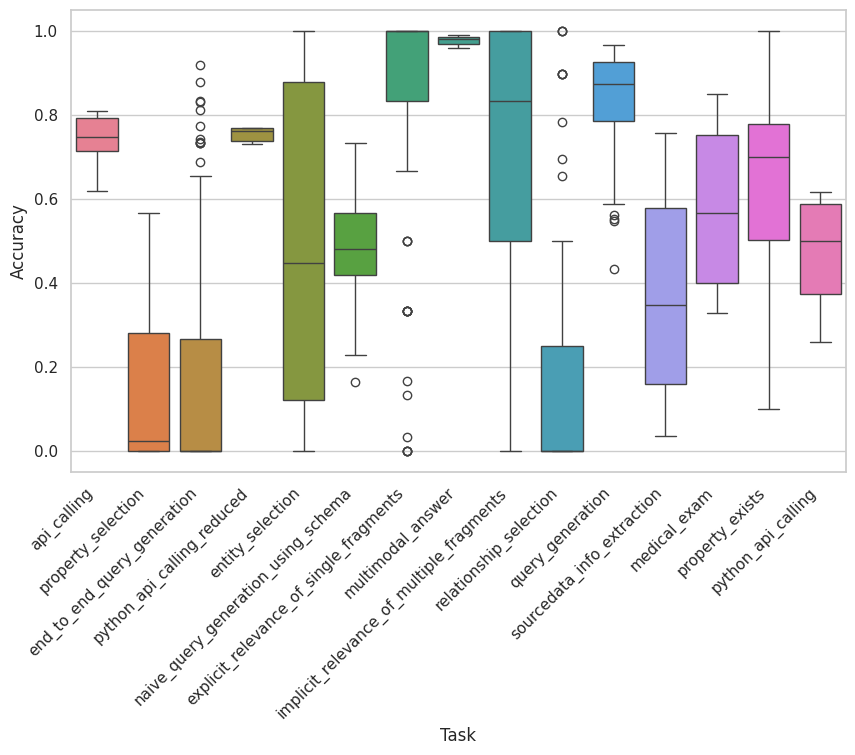 1.0
0.8
0.6
0.4
0.2
0.0
Accuracy
api_calling
property_selection
end_to_end_query_generation
python_api_calling_reduced
entity_selection
naive_query_generation_using_schema
explicit_relevance_of_single_fragments
multimodal_answer
implicit_relevance_of_multiple_fragments
relationship_selection
query_generation
sourcedata_info_extraction
medical_exam
property_exists
python_api_calling
Task